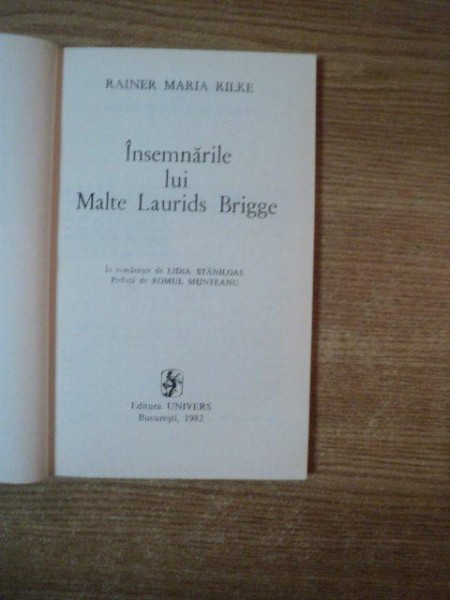 RAINER MARIA RILKE
Însemnările
lui
Malte Laurids Brigge
În românește de LIDIA STĂNILOAE
Prefață de ROMUL MUNTEANU
Editura UNIVERS
București, 1982